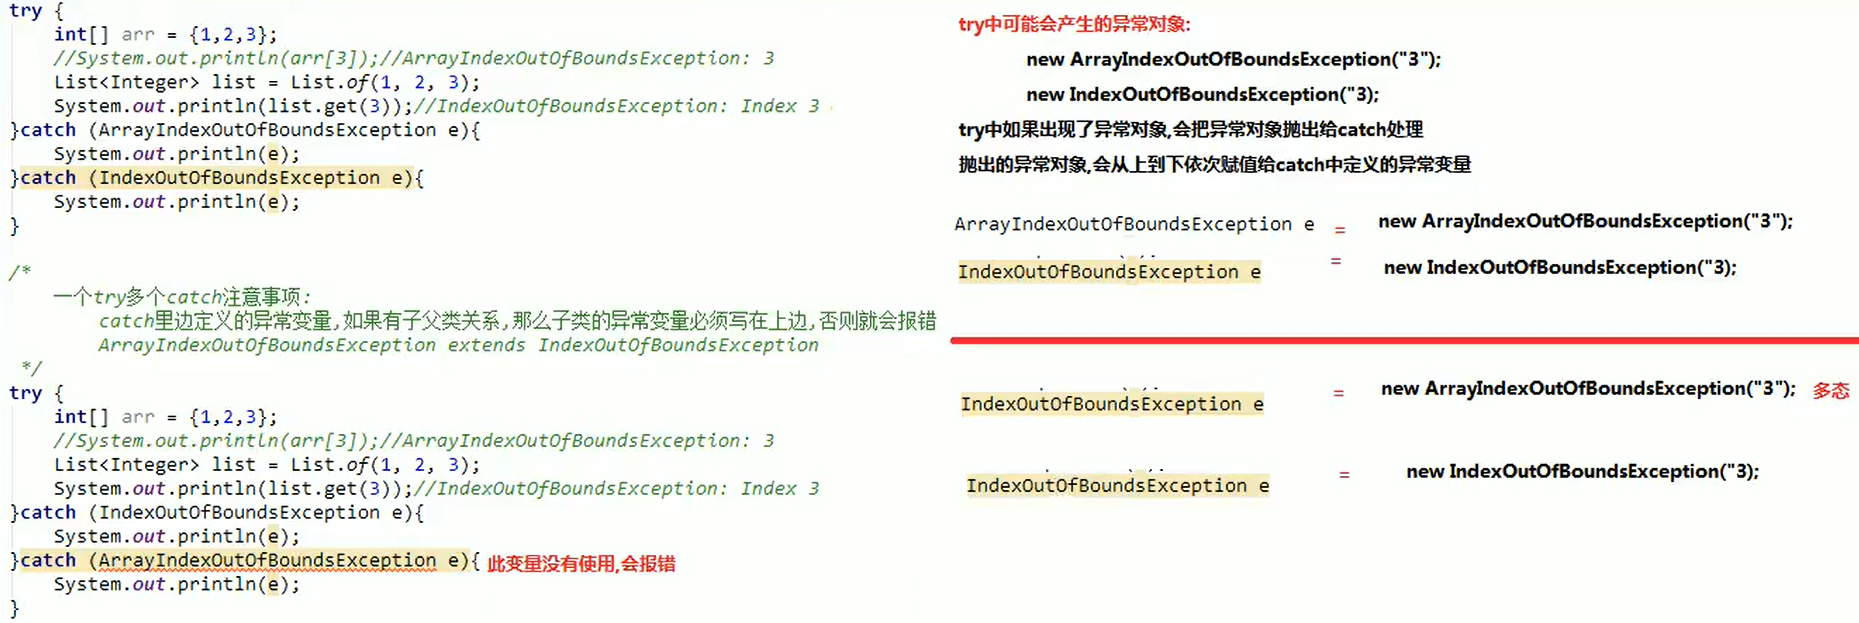 try {
int[] arr = {1,2,3};
//System.out.println(arr[3]);//ArrayIndexOutOfBoundsException: 3
List<Integer> list = List.of(1, 2, 3);
System.out.println(list.get(3));//IndexOutOfBoundsException: Index 3
}catch (ArrayIndexOutOfBoundsException e){
System.out.println(e);
}catch (IndexOutOfBoundsException e){
System.out.println(e);
}
/*
一个try多个catch注意事项:
catch里边定义的异常变量,如果有子父类关系,那么子类的异常变量必须写在上边,否则就会报错
ArrayIndexOutOfBoundsException extends IndexOutOfBoundsException
*/
try {
int[] arr = {1,2,3};
//System.out.println(arr[3]);//ArrayIndexOutOfBoundsException: 3
List<Integer> list = List.of(1, 2, 3);
System.out.println(list.get(3));//IndexOutOfBoundsException: Index 3
}catch (IndexOutOfBoundsException e){
System.out.println(e);
}catch (ArrayIndexOutOfBoundsException e){ 此变量没有使用,会报错
System.out.println(e);
}
try中可能会产生的异常对象:
new ArrayIndexOutOfBoundsException("3");
new IndexOutOfBoundsException("3);
try中如果出现了异常对象,会把异常对象抛出给catch处理
抛出的异常对象,会从上到下依次赋值给catch中定义的异常变量
ArrayIndexOutOfBoundsException e = new ArrayIndexOutOfBoundsException("3");
IndexOutOfBoundsException e = new IndexOutOfBoundsException("3);
IndexOutOfBoundsException e = new ArrayIndexOutOfBoundsException("3"); 多态
IndexOutOfBoundsException e = new IndexOutOfBoundsException("3);